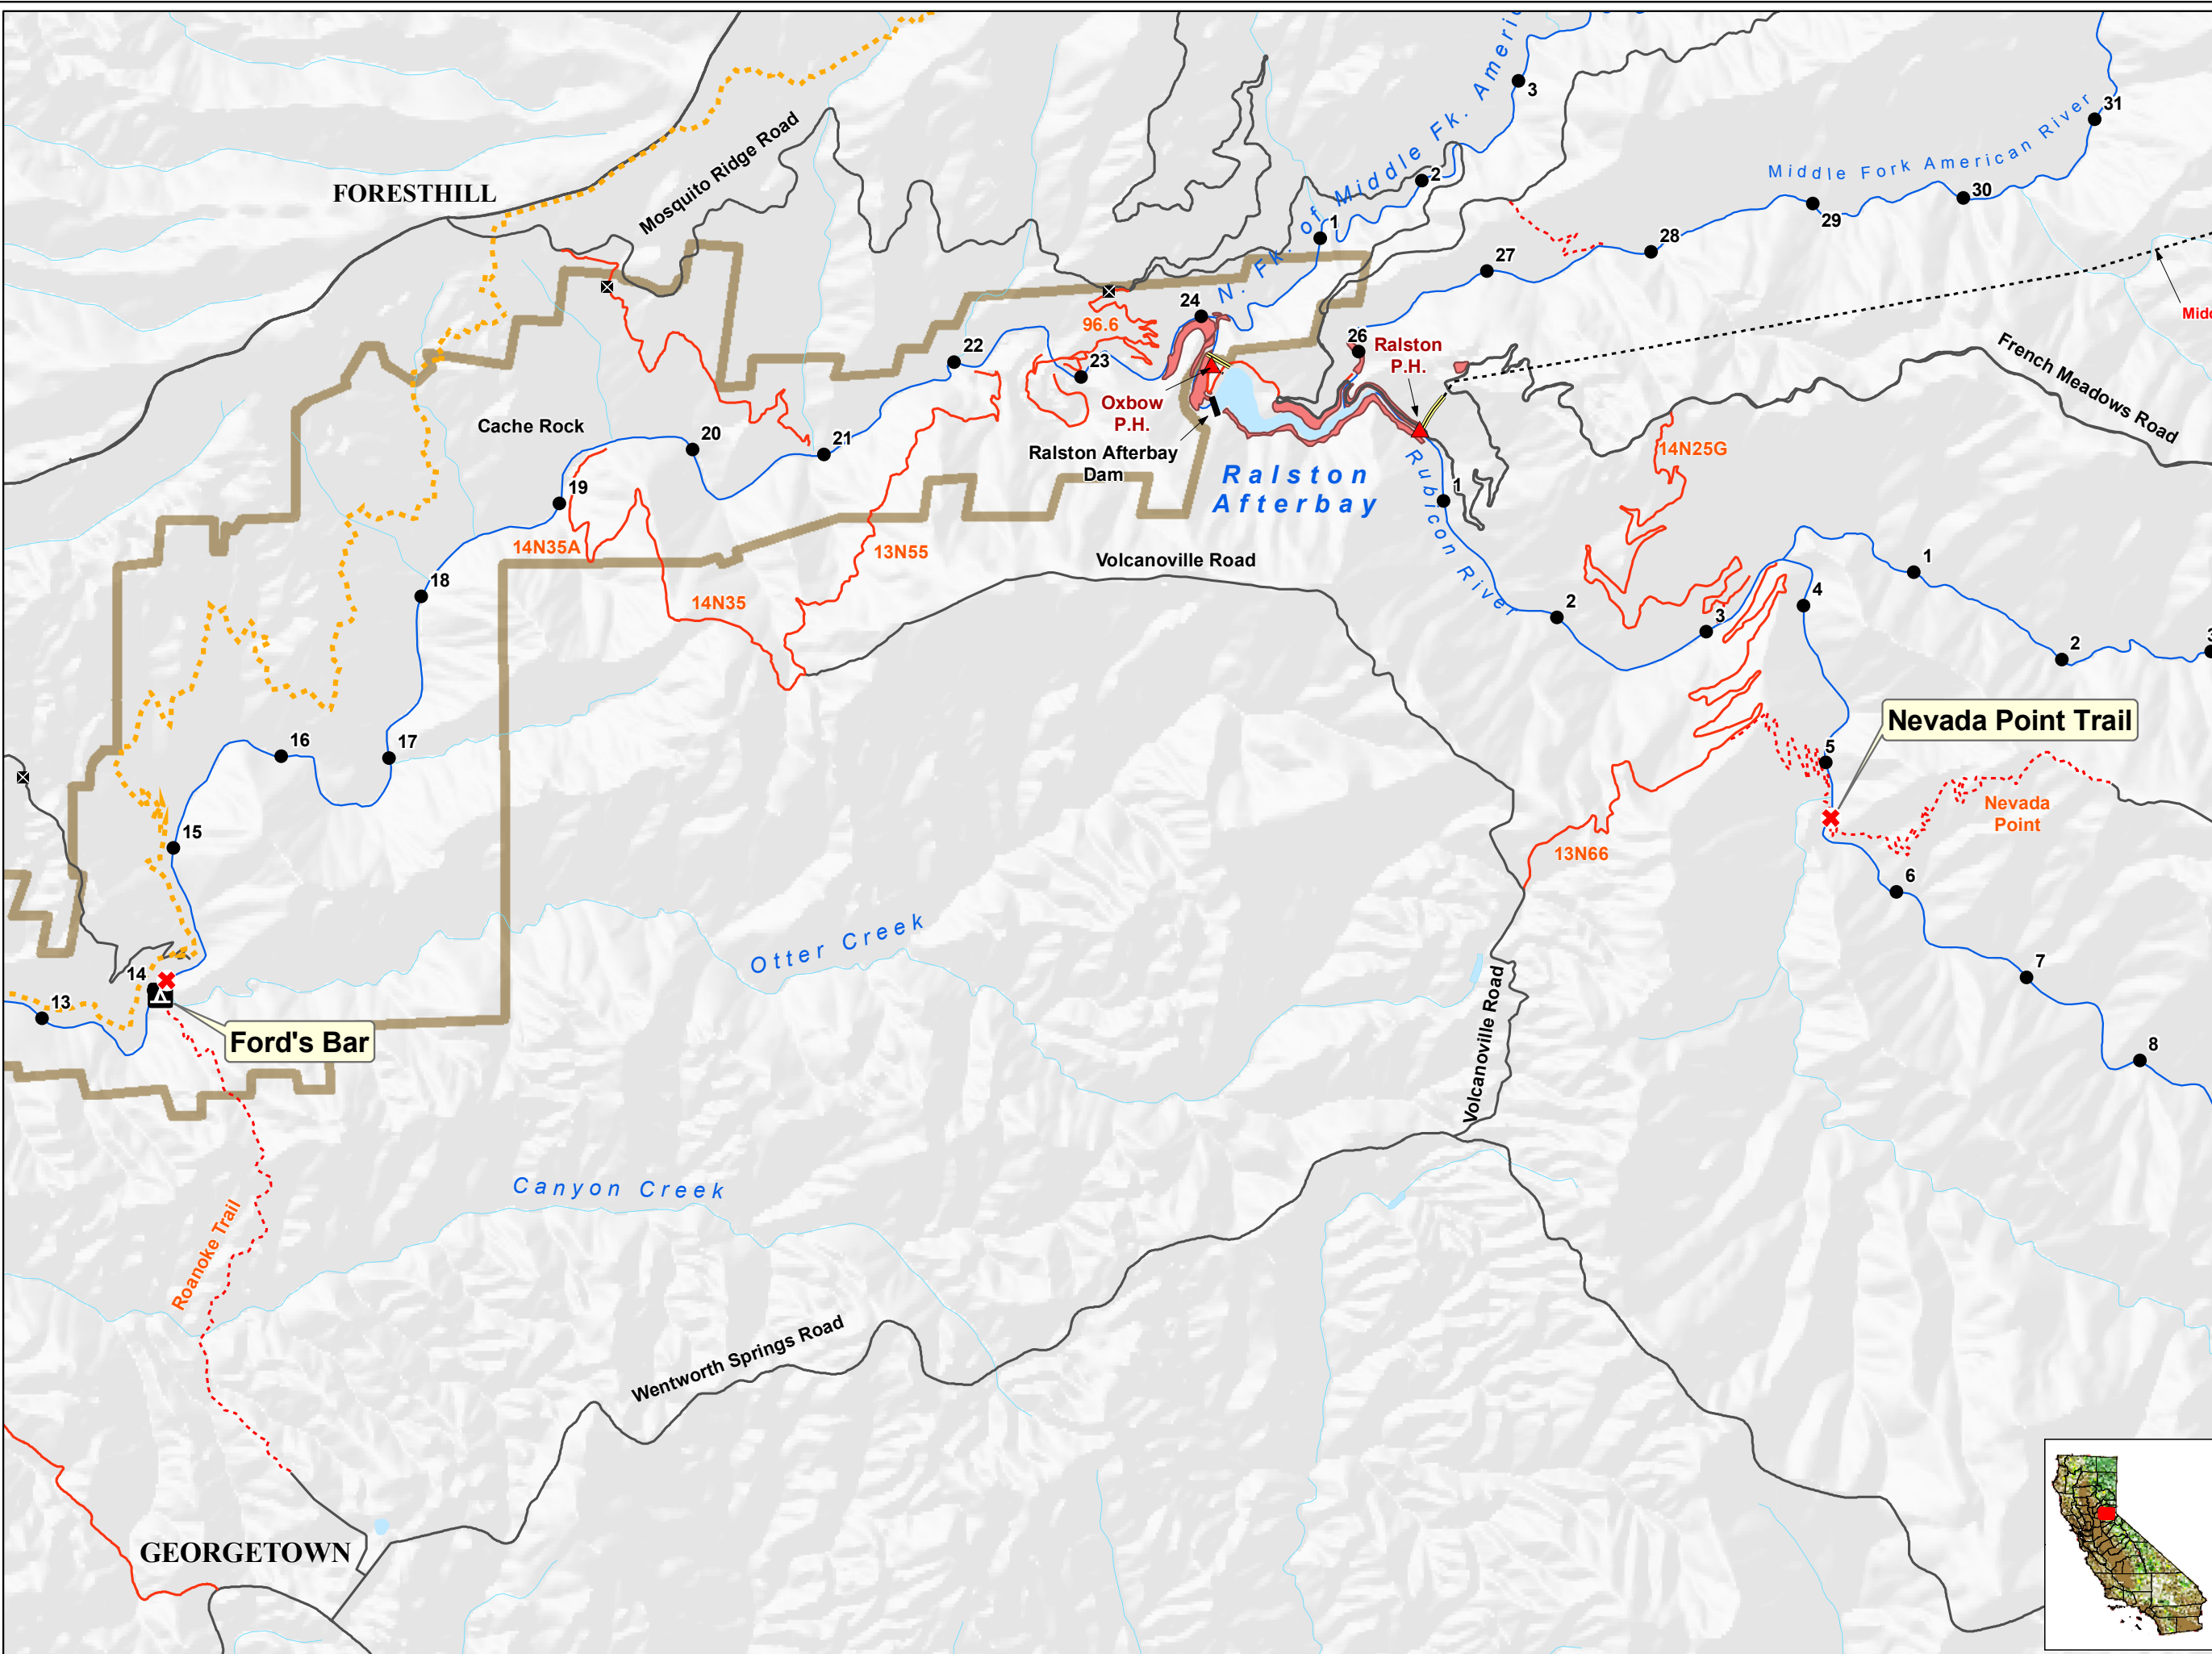 3
31
Middle Fork American River
N. Fk. of Middle Fk. Americ
Mosquito Ridge Road
FORESTHILL
2
30
29
1
28
27
Midd
24
96.6
22
23
26
Ralston
P.H.
French Meadows Road
Oxbow
P.H.
Cache Rock
20
21
Ralston Afterbay
Dam
14N25G
Ralston
Afterbay
19
1
Rubicon River
14N35A
13N55
Volcanoville Road
1
18
14N35
2
3
4
2
3
Nevada Point Trail
16
17
5
Nevada
Point
15
13N66
6
Otter Creek
14
13
7
Ford's Bar
Volcanoville Road
8
Canyon Creek
Roanoke Trail
Wentworth Springs Road
GEORGETOWN